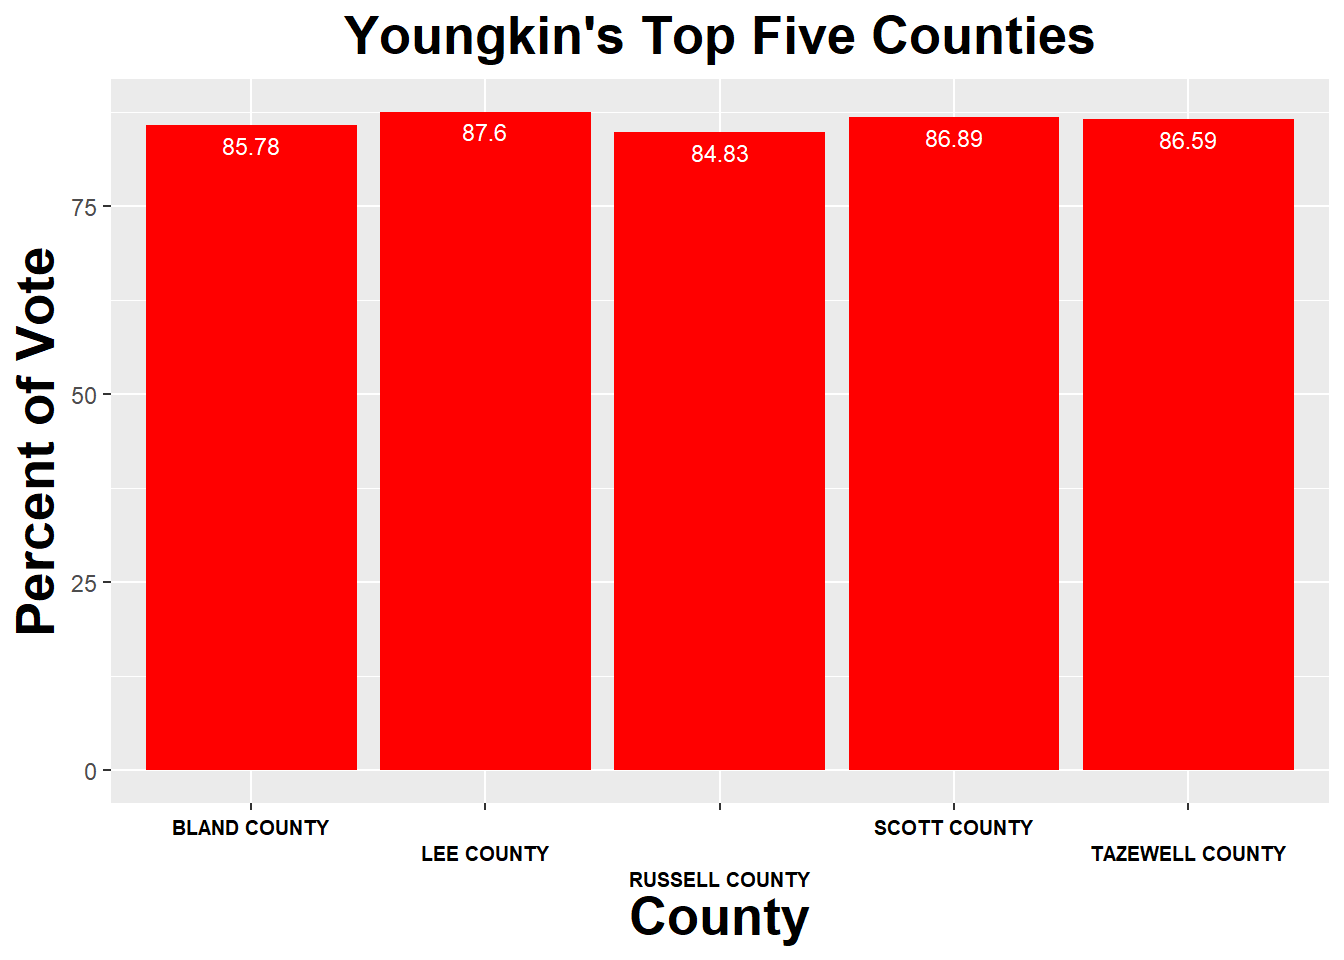 Youngkin's Top Five Counties
Percent of Vote
75
50
25
0
85.78
87.6
84.83
86.89
86.59
BLAND COUNTY
LEE COUNTY
RUSSELL COUNTY
SCOTT COUNTY
TAZEWELL COUNTY
County